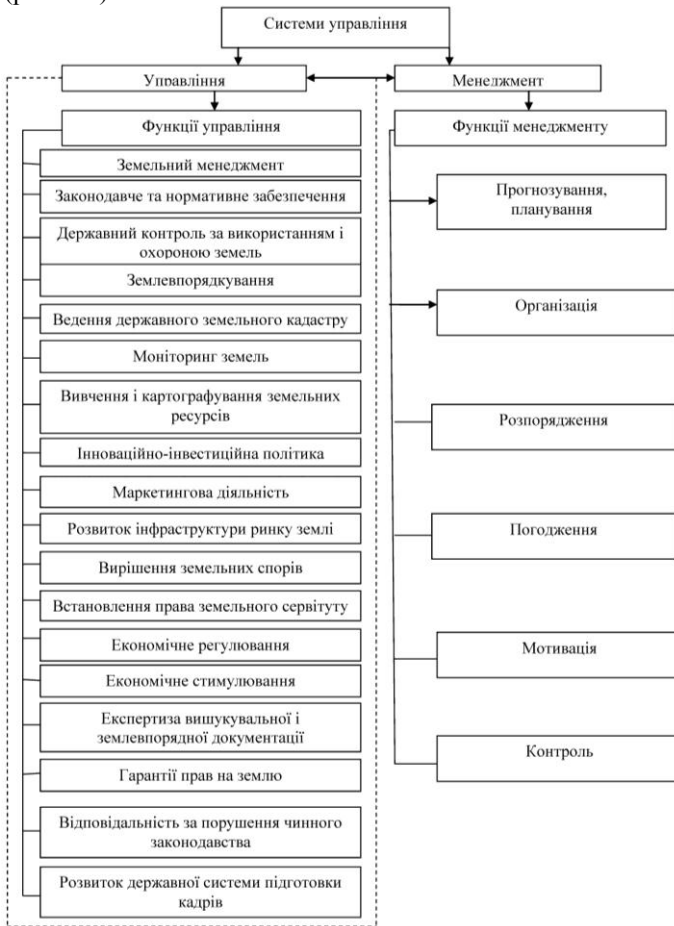 Системи управління
Управління
Менеджмент
Функції управління
Функції менеджменту
Земельний менеджмент
Законодавче та нормативне забезпечення
Державний контроль за використанням і
охороною земель
Землевпорядкування
Ведення державного земельного кадастру
Моніторинг земель
Вивчення і картографування земельних
ресурсів
Інноваційно-інвестиційна політика
Маркетингова діяльність
Розвиток інфраструктури ринку землі
Вирішення земельних спорів
Встановлення права земельного сервітуту
Економічне регулювання
Економічне стимулювання
Експертиза вишукувальної і
землевпорядної документації
Гарантії прав на землю
Відповідальність за порушення чинного
законодавства
Розвиток державної системи підготовки
кадрів
Прогнозування,
планування
Організація
Розпорядження
Погодження
Мотивація
Контроль